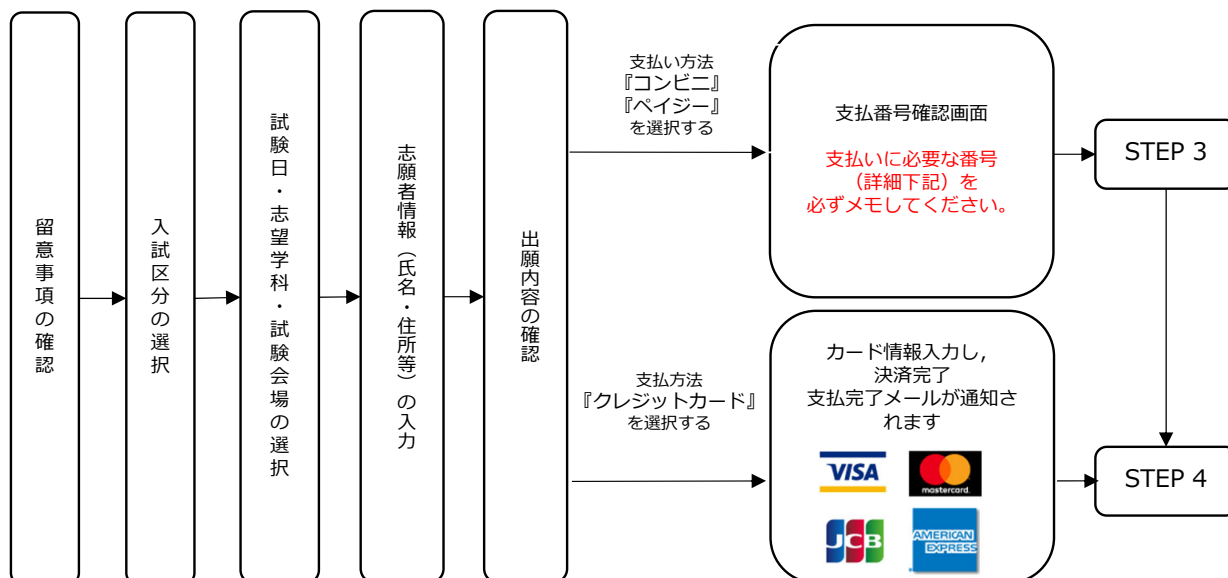 留意事項の確認
入試区分の選択
試験日・志望学科・試験会場の選択
志願者情報（氏名・住所等）の入力
出願内容の確認
支払い方法
『コンビニ』
『ペイジー』
を選択する
支払番号確認画面
支払いに必要な番号
（詳細下記）を
必ずメモしてください。
STEP 3
支払方法
『クレジットカード』
を選択する
カード情報入力し，
決済完了
支払完了メールが通知さ
れます
VISA
mastercard.
JCB
AMERICAN
EXPRESS
STEP 4